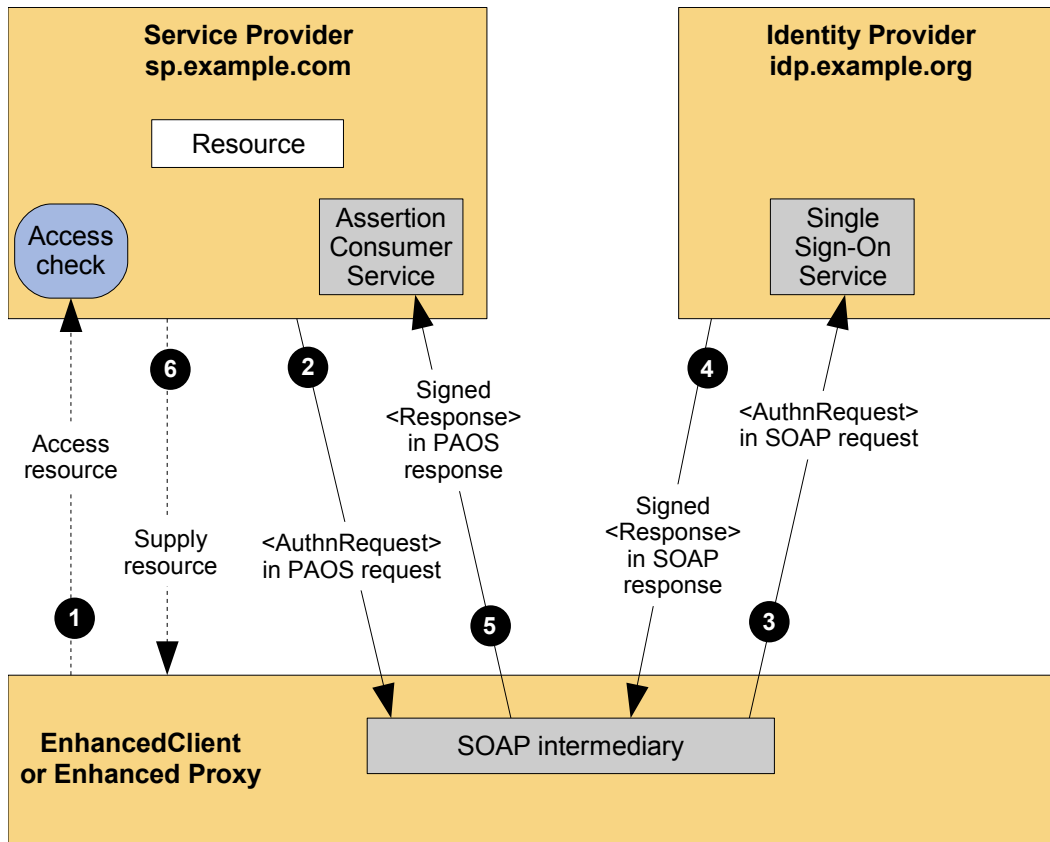 Service Provider
sp.example.com
Identity Provider
idp.example.org
Resource
Access
check
Assertion
Consumer
Service
Single
Sign-On
Service
6
2
4
Signed
<Response>
in PAOS
response
<AuthnRequest>
in SOAP request
Access
resource
Supply
resource
<AuthnRequest>
in PAOS request
Signed
<Response>
in SOAP
response
1
5
3
EnhancedClient
or Enhanced Proxy
SOAP intermediary